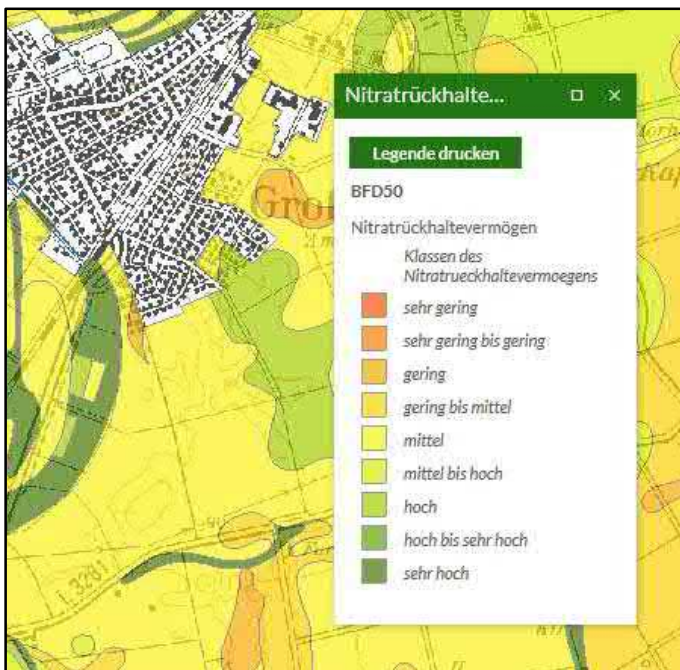 Nitratrückhalte...
Legende drucken
BFD50
Nitratrückhaltevermögen
Klassen des
Nitratrueckhaltevermoegens
sehr gering
sehr gering bis gering
gering
gering bis mittel
mittel
mittel bis hoch
hoch
hoch bis sehr hoch
sehr hoch
L 3281